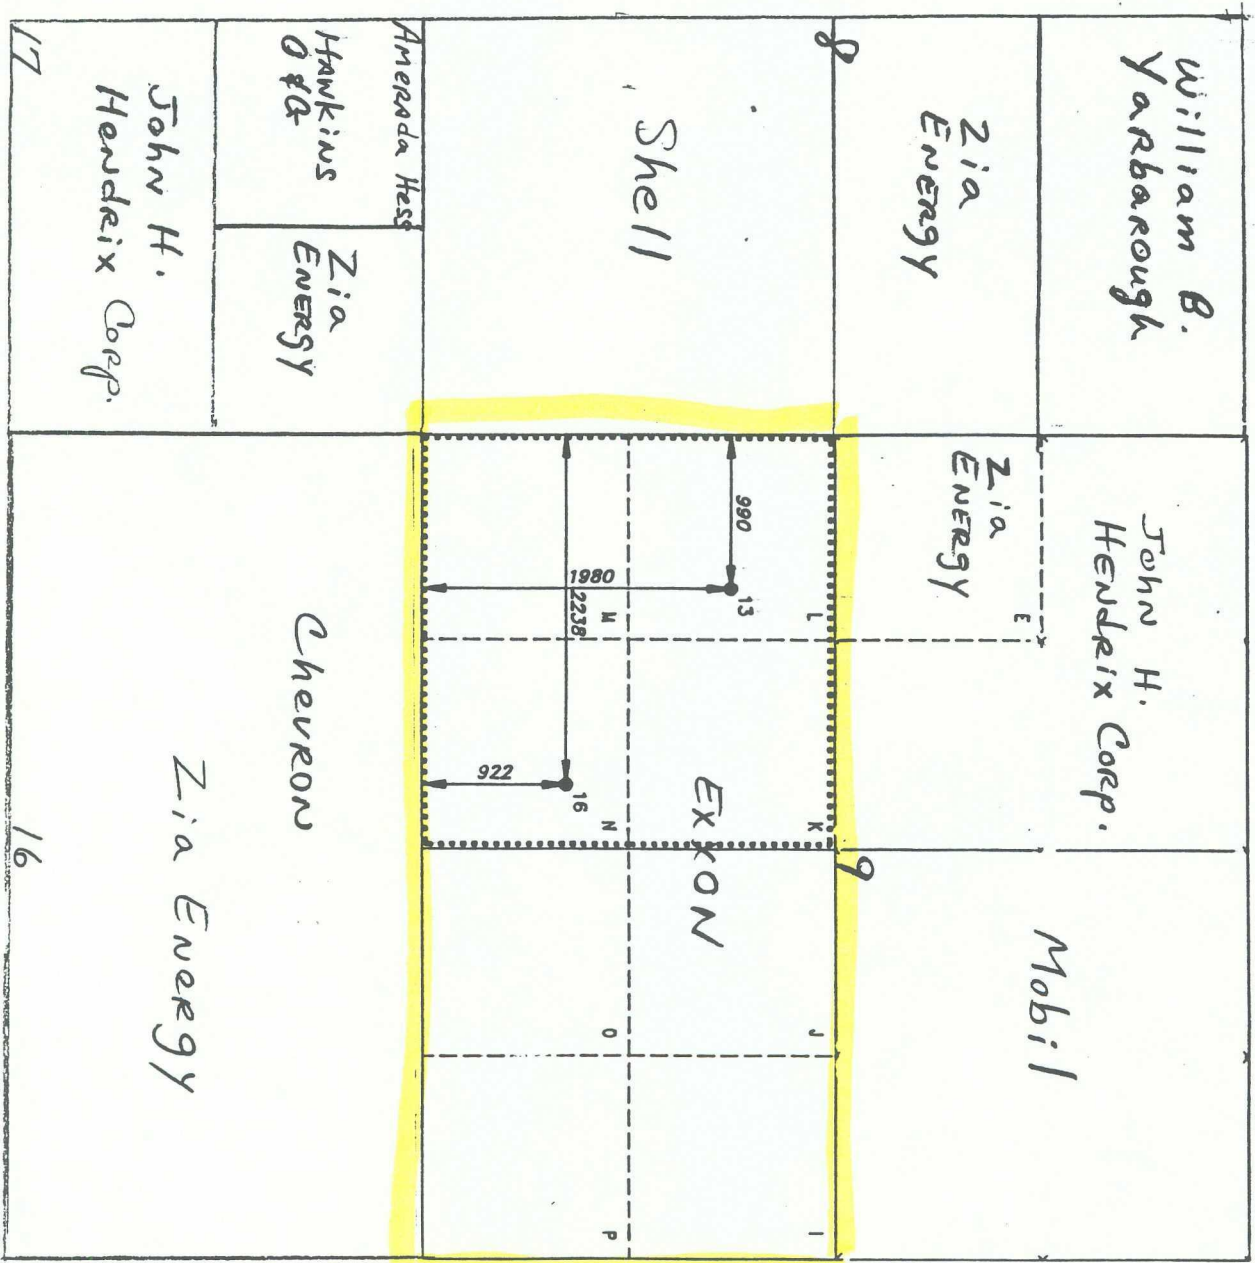 William B.
Yarbarough
John H.
Hendrix Corp.
Mobil
Zia
Energy
Zia
Energy
E
8
9
L
K
J
I
Shell
990
13
EXXON
M
N
O
P
1980
2238
16
922
Amerada Hess
Hawkins
O & G
Zia
Energy
Chevron
John H.
Hendrix Corp.
Zia Energy
17
16